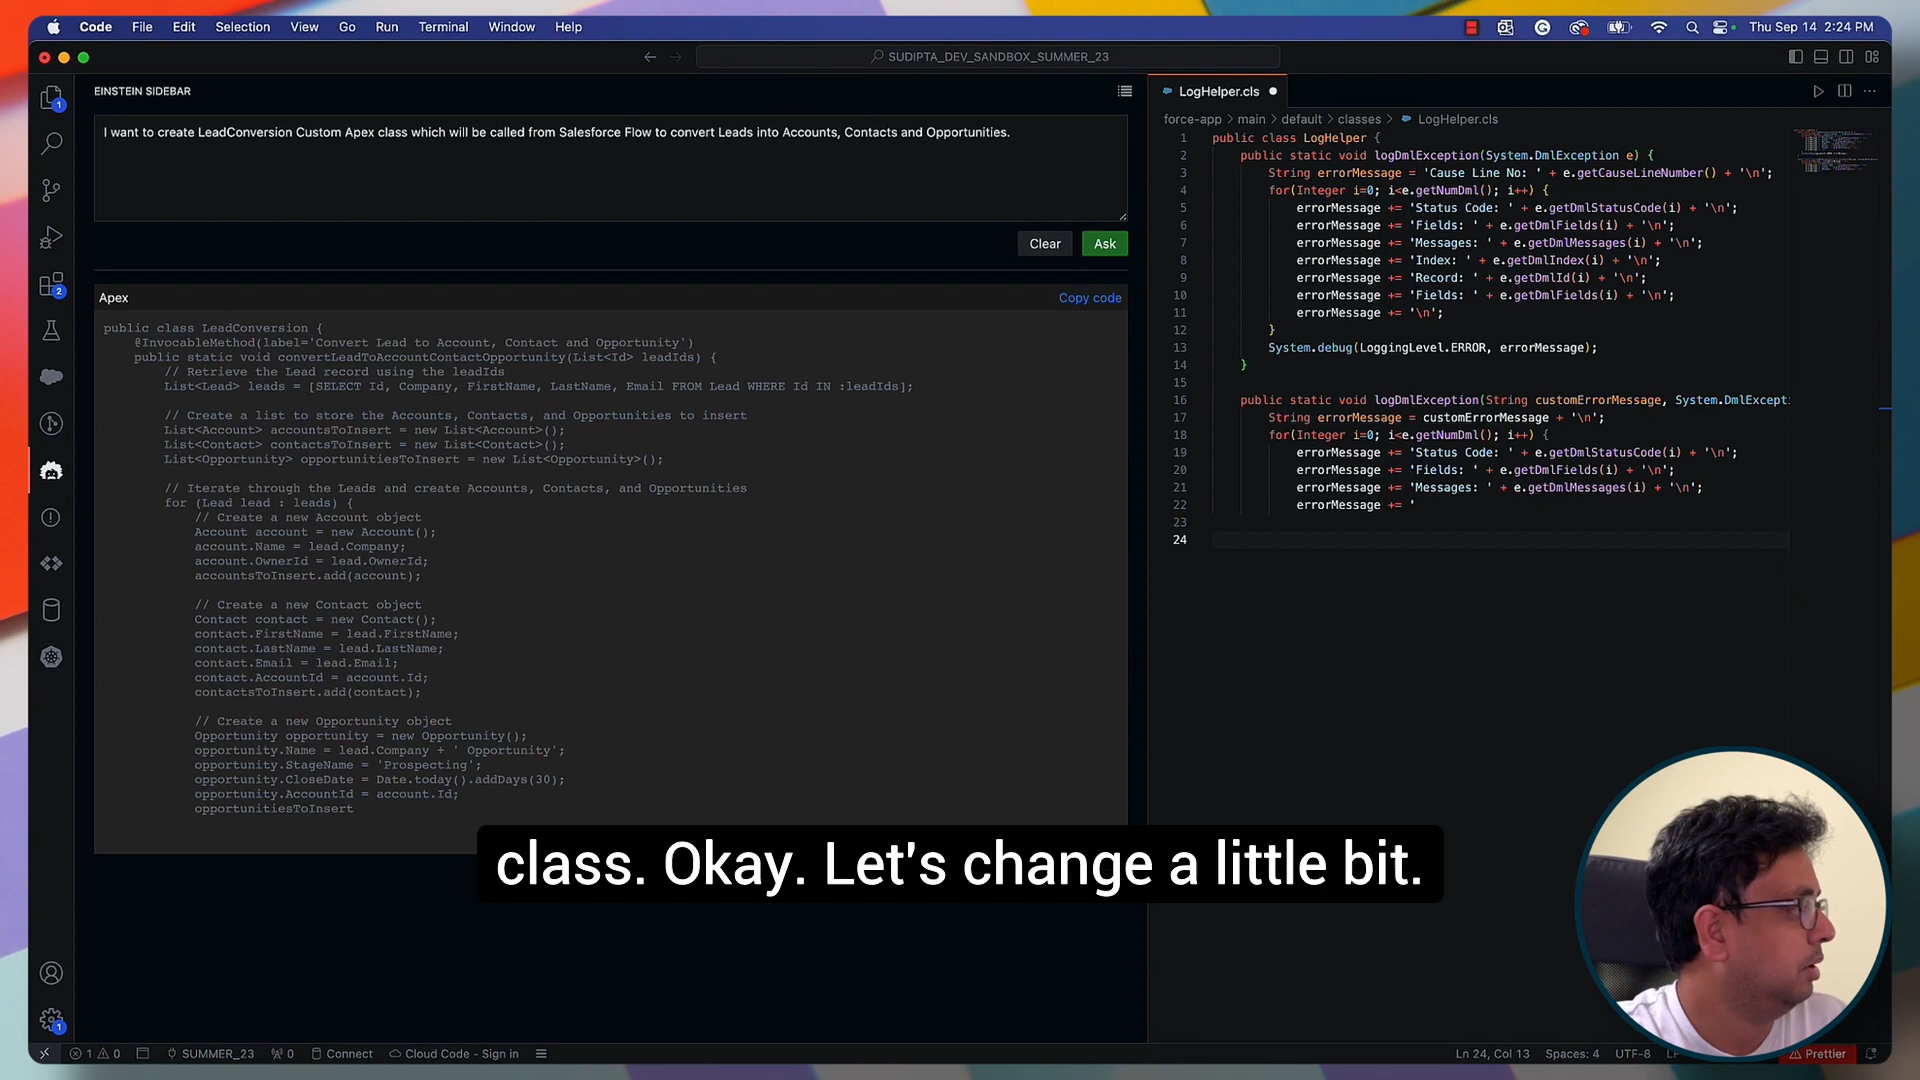 Code File Edit Selection View Go Run Terminal Window Help
Thu Sep 14 2:24 PM
SUDIPTA_DEV_SANDBOX_SUMMER_23
EINSTEIN SIDEBAR
I want to create LeadConversion Custom Apex class which will be called from Salesforce Flow to convert Leads into Accounts, Contacts and Opportunities.
Clear Ask
Apex Copy code
public class LeadConversion {
@InvocableMethod(label='Convert Lead to Account, Contact and Opportunity')
public static void convertLeadToAccountContactOpportunity(List<Id> leadIds) {
// Retrieve the Lead record using the leadIds
List<Lead> leads = [SELECT Id, Company, FirstName, LastName, Email FROM Lead WHERE Id IN :leadIds];
// Create a list to store the Accounts, Contacts, and Opportunities to insert
List<Account> accountsToInsert = new List<Account>();
List<Contact> contactsToInsert = new List<Contact>();
List<Opportunity> opportunitiesToInsert = new List<Opportunity>();
// Iterate through the Leads and create Accounts, Contacts, and Opportunities
for (Lead lead : leads) {
// Create a new Account object
Account account = new Account();
account.Name = lead.Company;
account.OwnerId = lead.OwnerId;
accountsToInsert.add(account);
// Create a new Contact object
Contact contact = new Contact();
contact.FirstName = lead.FirstName;
contact.LastName = lead.LastName;
contact.Email = lead.Email;
contact.AccountId = account.Id;
contactsToInsert.add(contact);
// Create a new Opportunity object
Opportunity opportunity = new Opportunity();
opportunity.Name = lead.Company + ' Opportunity';
opportunity.StageName = 'Prospecting';
opportunity.CloseDate = Date.today().addDays(30);
opportunity.AccountId = account.Id;
opportunitiesToInsert
LogHelper.cls
force-app > main > default > classes > LogHelper.cls
1 public class LogHelper {
2 public static void logDmlException(System.DmlException e) {
3 String errorMessage = 'Cause Line No: ' + e.getCauseLineNumber() + '\n';
4 for(Integer i=0; i<e.getNumDml(); i++) {
5 errorMessage += 'Status Code: ' + e.getDmlStatusCode(i) + '\n';
6 errorMessage += 'Fields: ' + e.getDmlFields(i) + '\n';
7 errorMessage += 'Messages: ' + e.getDmlMessages(i) + '\n';
8 errorMessage += 'Index: ' + e.getDmlIndex(i) + '\n';
9 errorMessage += 'Record: ' + e.getDmlId(i) + '\n';
10 errorMessage += 'Fields: ' + e.getDmlFields(i) + '\n';
11 errorMessage += '\n';
12 }
13 System.debug(LoggingLevel.ERROR, errorMessage);
14 }
15
16 public static void logDmlException(String customErrorMessage, System.DmlExcepti
17 String errorMessage = customErrorMessage + '\n';
18 for(Integer i=0; i<e.getNumDml(); i++) {
19 errorMessage += 'Status Code: ' + e.getDmlStatusCode(i) + '\n';
20 errorMessage += 'Fields: ' + e.getDmlFields(i) + '\n';
21 errorMessage += 'Messages: ' + e.getDmlMessages(i) + '\n';
22 errorMessage += '
23
24
class. Okay. Let's change a little bit.
1
2
1
1 0 SUMMER_23 0 Connect Cloud Code - Sign in
Ln 24, Col 13 Spaces: 4 UTF-8 Prettier